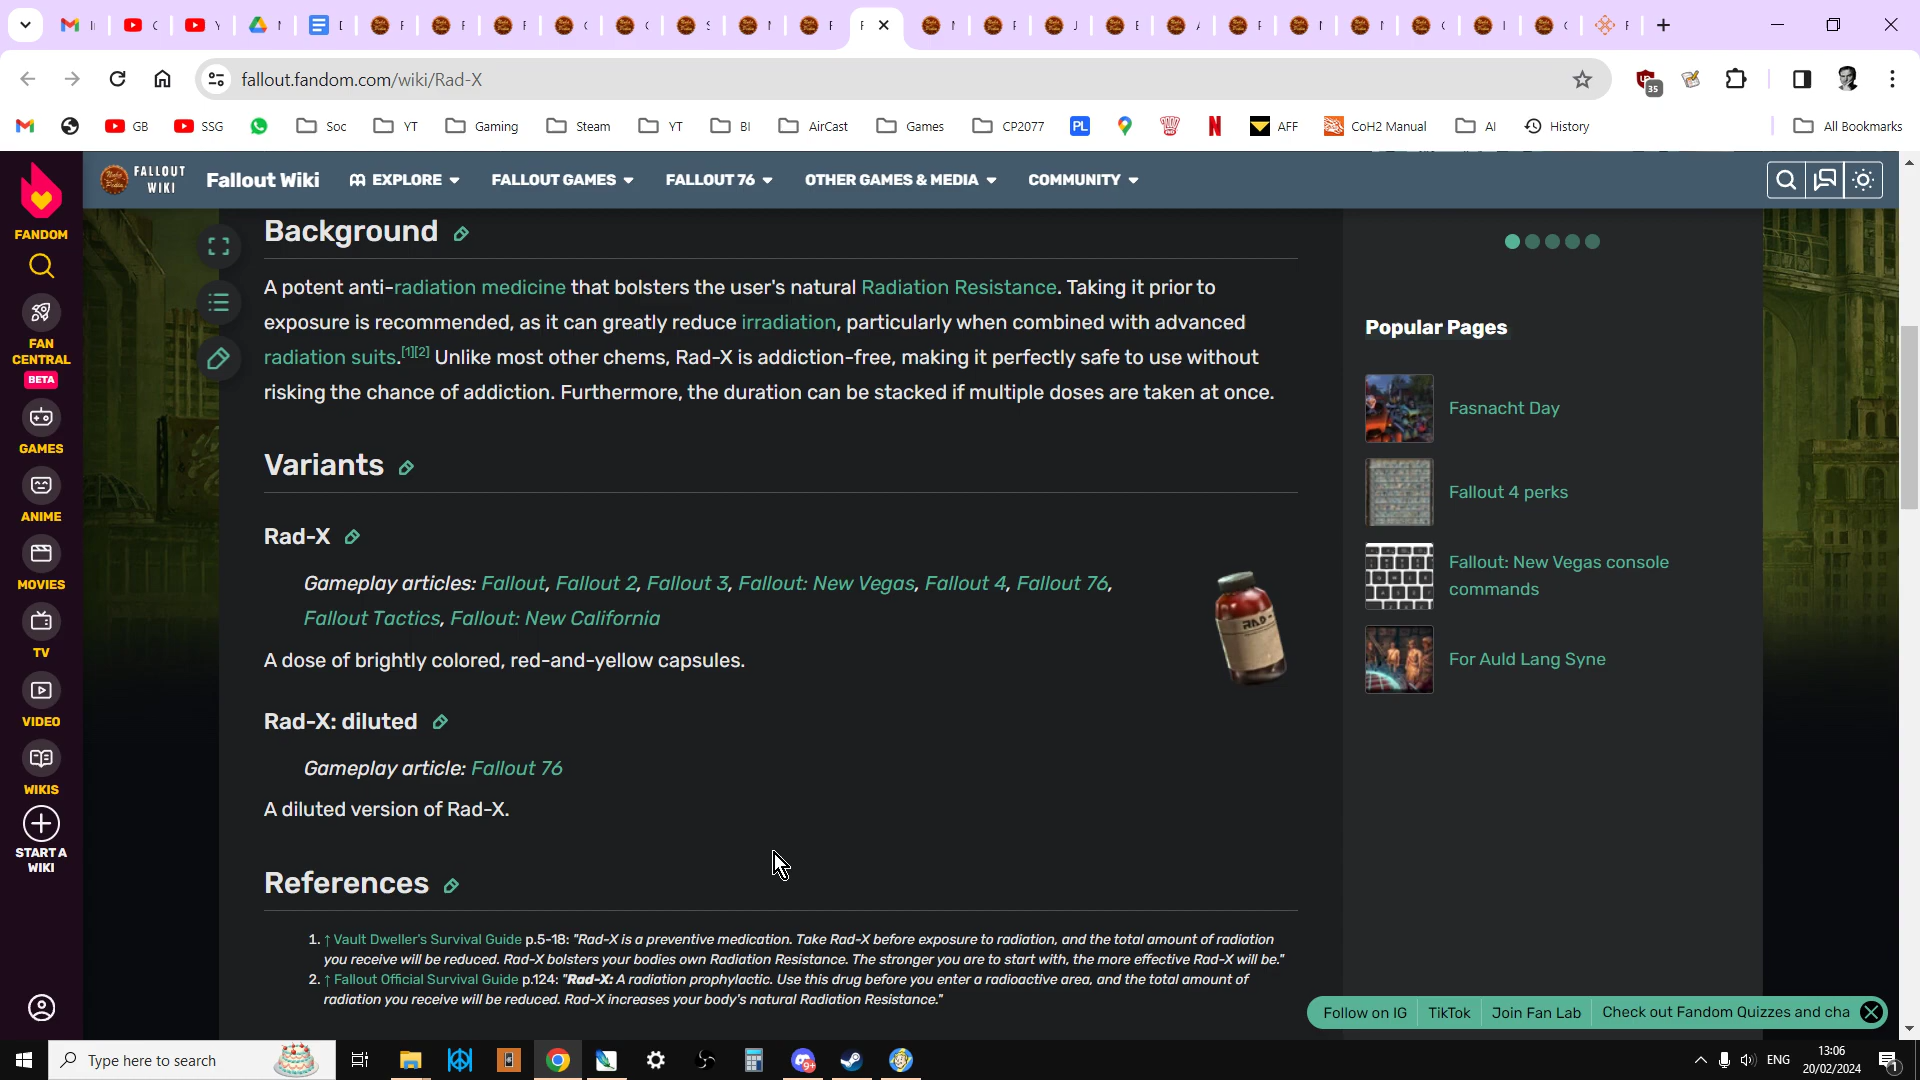 fallout.fandom.com/wiki/Rad-X
35
GB
SSG
Soc
YT
Gaming
Steam
YT
BI
AirCast
Games
CP2077
PL
AFF
CoH2 Manual
AI
History
All Bookmarks
FALLOUT
WIKI
Fallout Wiki
EXPLORE
FALLOUT GAMES
FALLOUT 76
OTHER GAMES & MEDIA
COMMUNITY
FANDOM
FAN
CENTRAL
BETA
GAMES
ANIME
MOVIES
TV
VIDEO
WIKIS
START A
WIKI
Background
A potent anti-radiation medicine that bolsters the user's natural Radiation Resistance. Taking it prior to
exposure is recommended, as it can greatly reduce irradiation, particularly when combined with advanced
radiation suits.[1][2] Unlike most other chems, Rad-X is addiction-free, making it perfectly safe to use without
risking the chance of addiction. Furthermore, the duration can be stacked if multiple doses are taken at once.
Variants
Rad-X
Gameplay articles: Fallout, Fallout 2, Fallout 3, Fallout: New Vegas, Fallout 4, Fallout 76,
Fallout Tactics, Fallout: New California
A dose of brightly colored, red-and-yellow capsules.
RAD-
Rad-X: diluted
Gameplay article: Fallout 76
A diluted version of Rad-X.
References
1. ↑ Vault Dweller's Survival Guide p.5-18: "Rad-X is a preventive medication. Take Rad-X before exposure to radiation, and the total amount of radiation
you receive will be reduced. Rad-X bolsters your bodies own Radiation Resistance. The stronger you are to start with, the more effective Rad-X will be."
2. ↑ Fallout Official Survival Guide p.124: "Rad-X: A radiation prophylactic. Use this drug before you enter a radioactive area, and the total amount of
radiation you receive will be reduced. Rad-X increases your body's natural Radiation Resistance."
Popular Pages
Fasnacht Day
Fallout 4 perks
Fallout: New Vegas console
commands
For Auld Lang Syne
Follow on IG
TikTok
Join Fan Lab
Check out Fandom Quizzes and cha
Type here to search
9+
ENG
13:06
20/02/2024
1